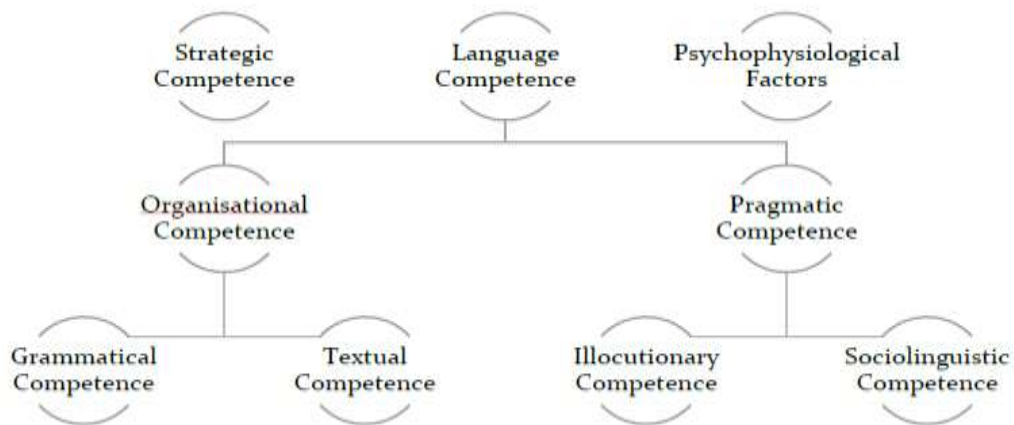 Strategic
Competence
Language
Competence
Psychophysiological
Factors
Organisational
Competence
Pragmatic
Competence
Grammatical
Competence
Textual
Competence
Illocutionary
Competence
Sociolinguistic
Competence